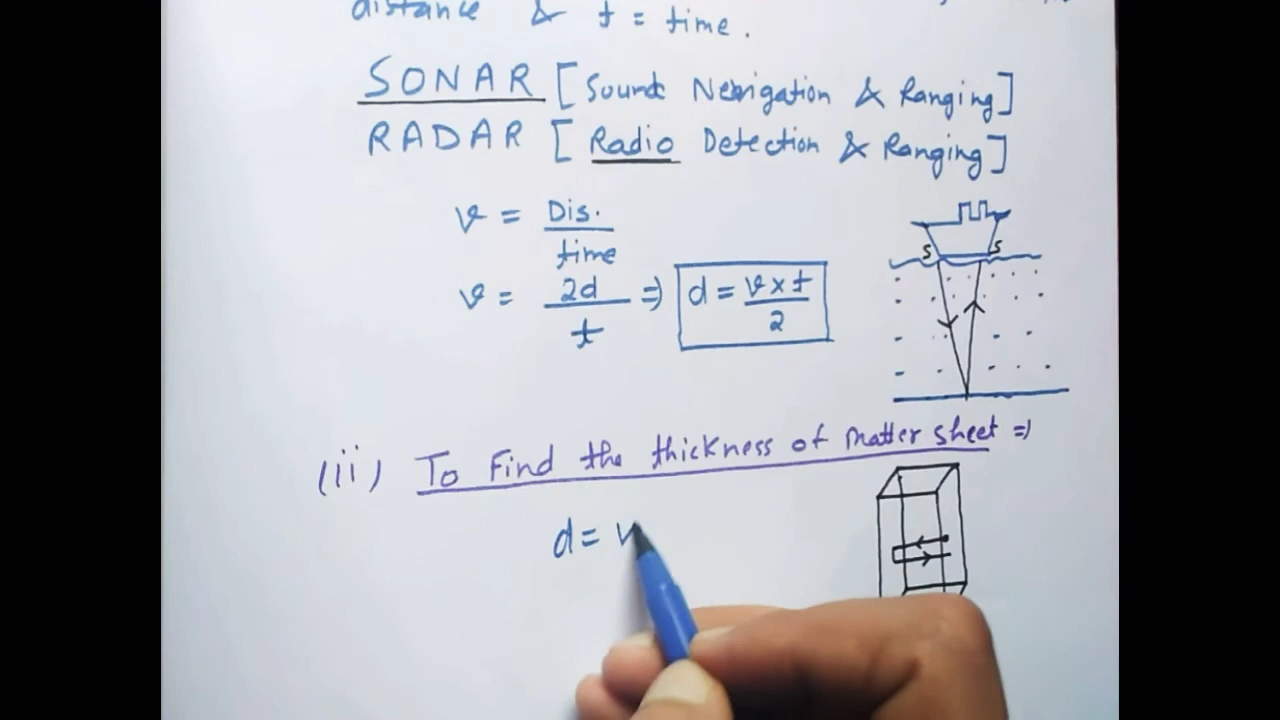 distance & t = time.
SONAR [Sound Nevigation & Ranging]
RADAR [Radio Detection & Ranging]
v = Dis. / time
v = 2d / t ⇒ d = v x t / 2
S S
(ii) To Find the thickness of matter sheet ⇒
d = v